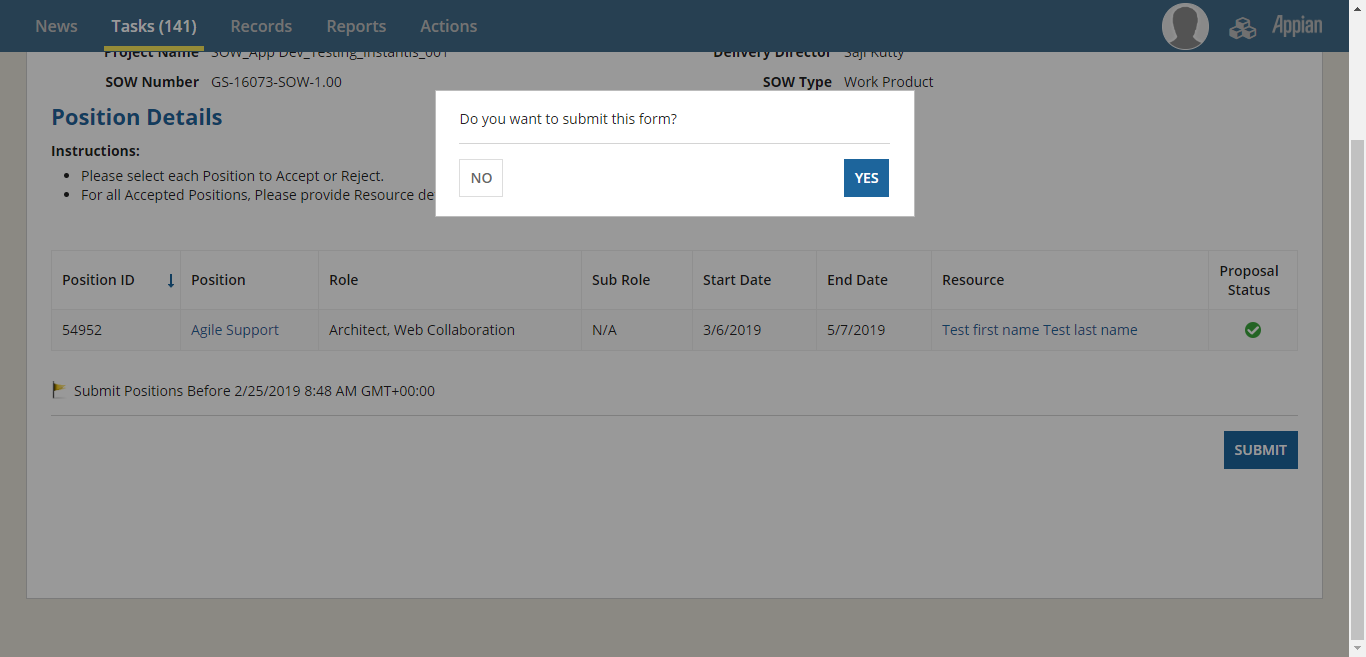 News Tasks (141) Records Reports Actions Appian
Project Name SOW_App Dev_Testing_Instantis_001 Delivery Director Saji Kutty
SOW Number GS-16073-SOW-1.00 SOW Type Work Product
Position Details
Do you want to submit this form?
Instructions:
Please select each Position to Accept or Reject.
For all Accepted Positions, Please provide Resource
NO YES
Position ID Position Role Sub Role Start Date End Date Resource Proposal Status
54952 Agile Support Architect, Web Collaboration N/A 3/6/2019 5/7/2019 Test first name Test last name
Submit Positions Before 2/25/2019 8:48 AM GMT+00:00
SUBMIT